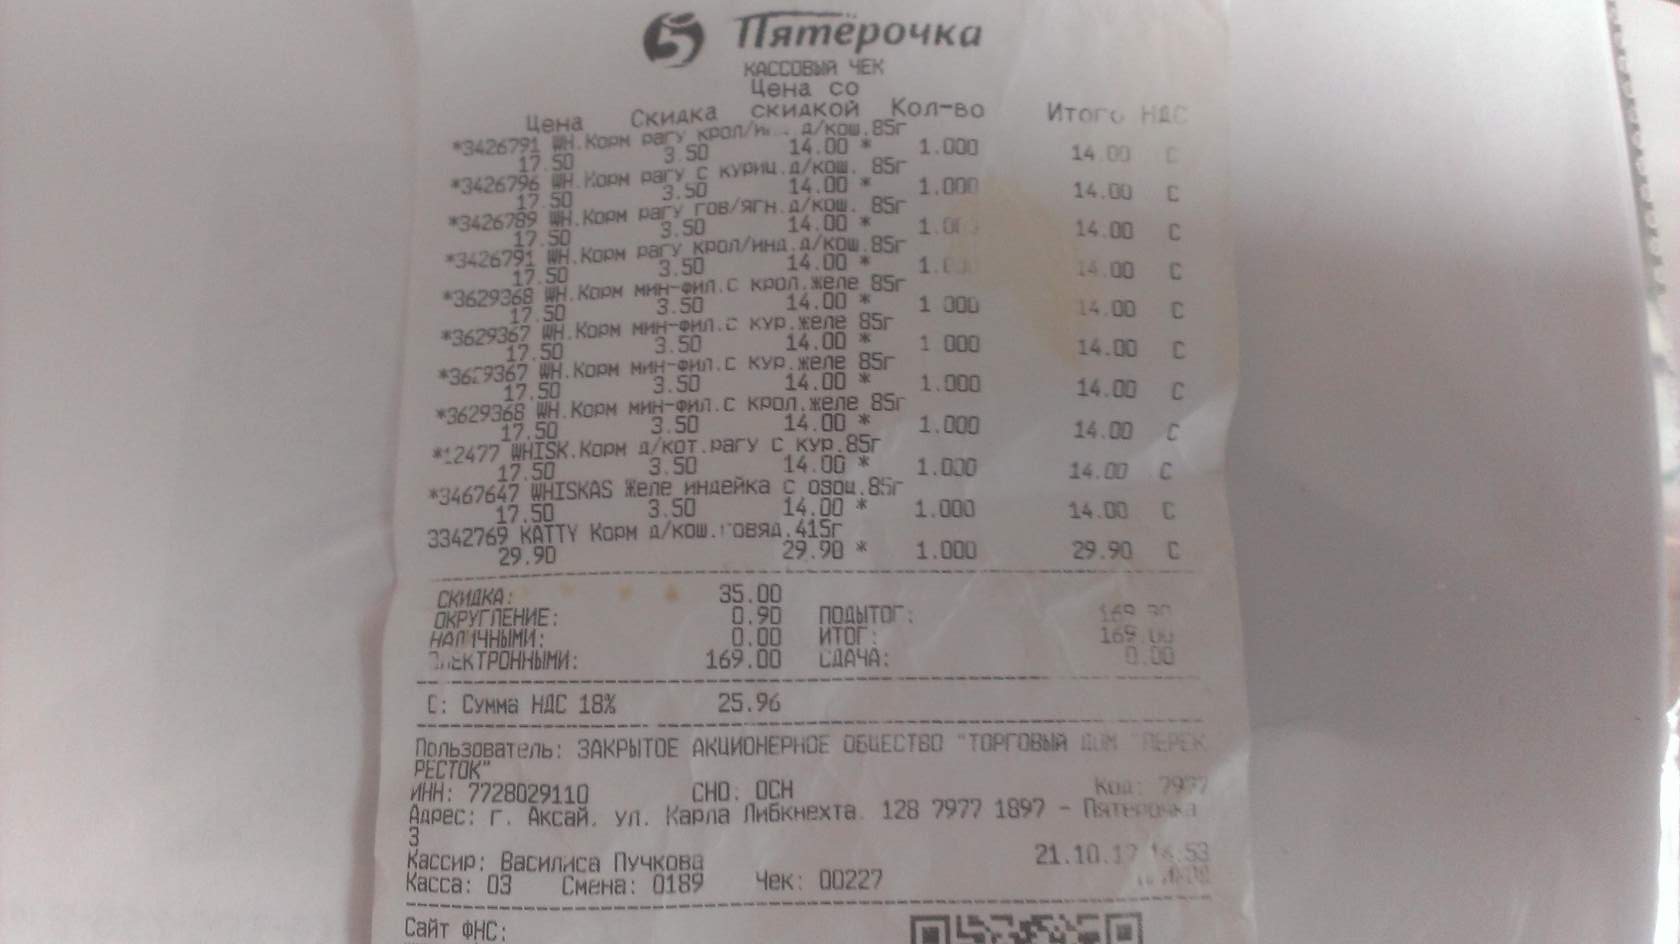 5 Пятёрочка
КАССОВЫЙ ЧЕК
Цена Скидка Цена со скидкой Кол-во Итого НДС
*3426791 WH.Корм рагу д/кош.85г
17.50 3.50 14.00 * 1.000 14.00 С
*3426796 WH.Корм рагу с куриц.д/кош. 85г
17.50 3.50 14.00 * 1.000 14.00 С
*3426789 WH.Корм рагу гов/ягн.д/кош. 85г
17.50 3.50 14.00 * 14.00 С
*3426791 WH.Корм рагу крол/инд.д/кош.85г
17.50 3.50 14.00 * 14.00 С
*3629368 WH.Корм мин-фил.с крол.желе 85г
17.50 3.50 14.00 * 1 000 14.00 С
*3629367 WH.Корм мин-фил.с кур.желе 85г
17.50 3.50 14.00 * 1 000 14.00 С
*3629367 WH.Корм мин-фил.с кур.желе 85г
17.50 3.50 14.00 * 1.000 14.00 С
*3629368 WH.Корм мин-фил.с крол.желе 85г
17.50 3.50 14.00 * 1.000 14.00 С
*12477 WHISK.Корм д/кот.рагу с кур.85г
17.50 3.50 14.00 * 1.000 14.00 С
*3467647 WHISKAS Желе индейка с овощ.85г
17.50 3.50 14.00 * 1.000 14.00 С
3342769 KATTY Корм д/кош.говяд.415г
29.90 29.90 * 1.000 29.90 С
СКИДКА: 35.00
ОКРУГЛЕНИЕ: 0.90 ПОДЫТОГ:
НАЛИЧНЫМИ: 0.00 ИТОГ: 169.00
ЭЛЕКТРОННЫМИ: 169.00 СДАЧА: 0.00
С: Сумма НДС 18% 25.96
Пользователь: ЗАКРЫТОЕ АКЦИОНЕРНОЕ ОБЩЕСТВО "ТОРГОВЫЙ ДОМ "ПЕРЕК
РЕСТОК"
ИНН: 7728029110 СНО: ОСН Код: 7977
Адрес: г. Аксай, ул. Карла Либкнехта, 128 7977 1897 - Пятерочка
3
Кассир: Василиса Пучкова 21.10.17
Касса: 03 Смена: 0189 Чек: 00227
Сайт ФНС: